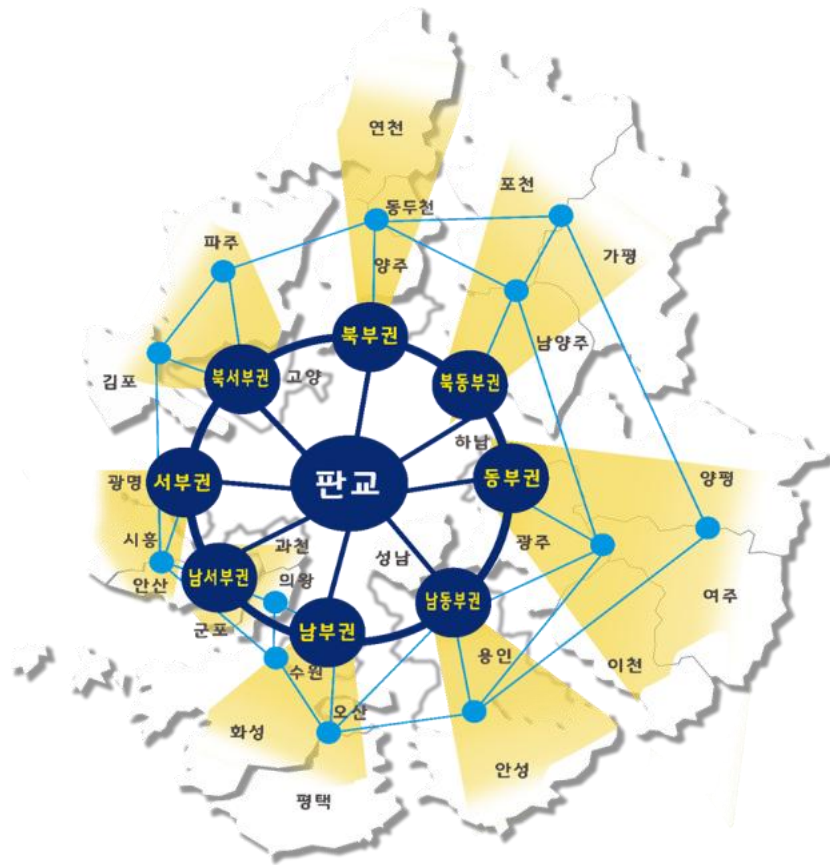 연천
포천
동두천
파주
가평
양주
북부권
남양주
북서부권
고양
북동부권
김포
하남
판교
동부권
서부권
광명
양평
시흥
과천
성남
광주
안산
남서부권
의왕
남동부권
여주
군포
남부권
용인
이천
수원
오산
화성
안성
평택